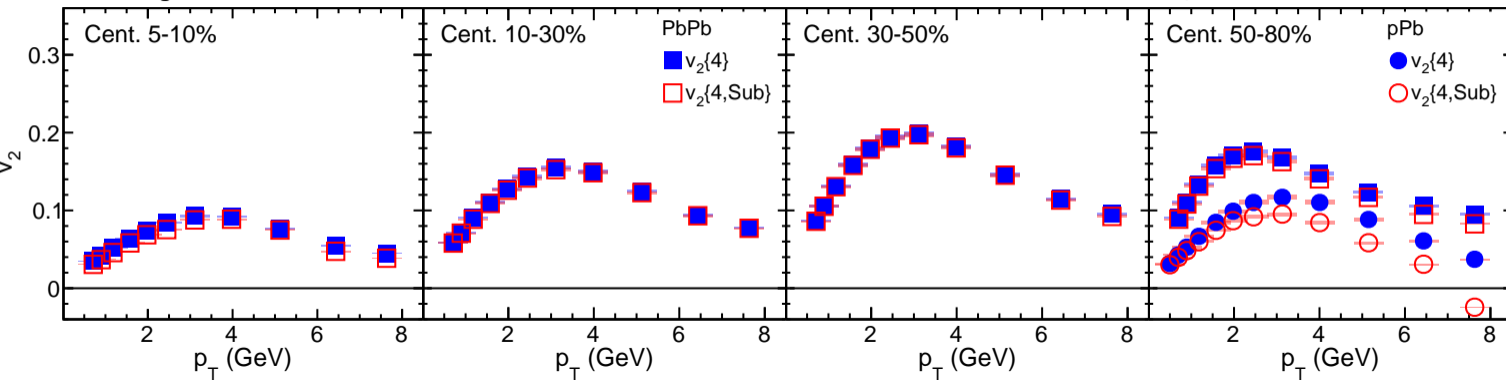 Cent. 5-10%
Cent. 10-30%
PbPb
v2{4}
v2{4,Sub}
Cent. 30-50%
Cent. 50-80%
pPb
v2{4}
v2{4,Sub}
v2
0.3
0.2
0.1
0
2 4 6 8
2 4 6 8
2 4 6 8
2 4 6 8
pT (GeV)
pT (GeV)
pT (GeV)
pT (GeV)